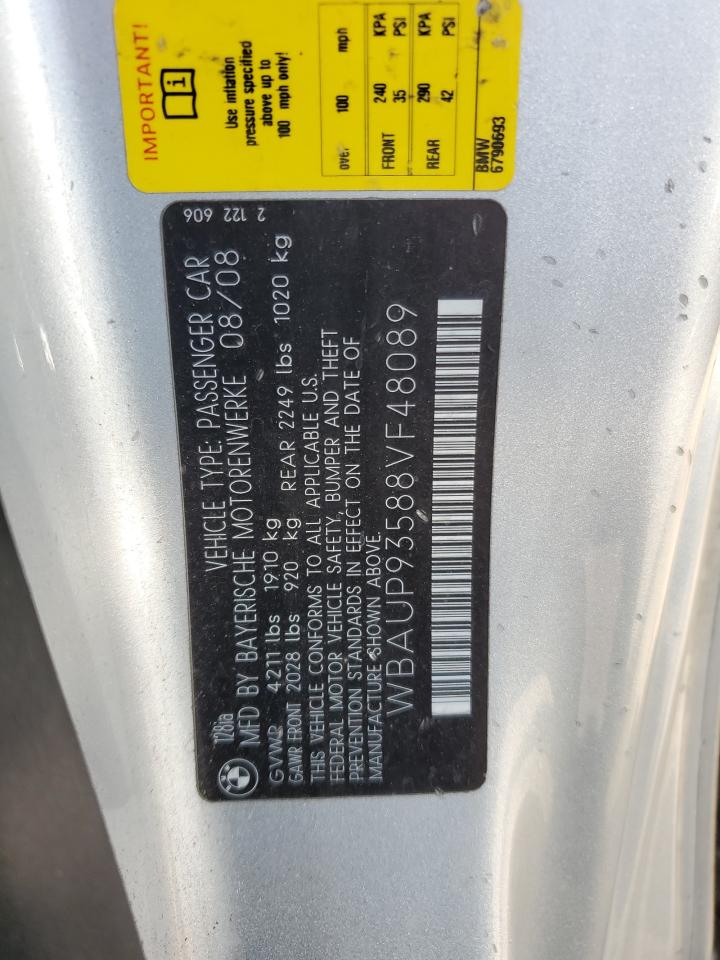 IMPORTANT!
Use inflation
pressure specified
above up to
100 mph only!
over 100 mph
FRONT 240 KPA
35 PSI
REAR 290 KPA
42 PSI
BMW
6790693
128ia VEHICLE TYPE: PASSENGER CAR 2 122 606
BMW MFD BY BAYERISCHE MOTORENWERKE 08/08
GVWR 4211 lbs 1910 kg
GAWR FRONT 2028 lbs 920 kg REAR 2249 lbs 1020 kg
THIS VEHICLE CONFORMS TO ALL APPLICABLE U.S.
FEDERAL MOTOR VEHICLE SAFETY, BUMPER AND THEFT
PREVENTION STANDARDS IN EFFECT ON THE DATE OF
MANUFACTURE SHOWN ABOVE.
WBAUP93588VF48089